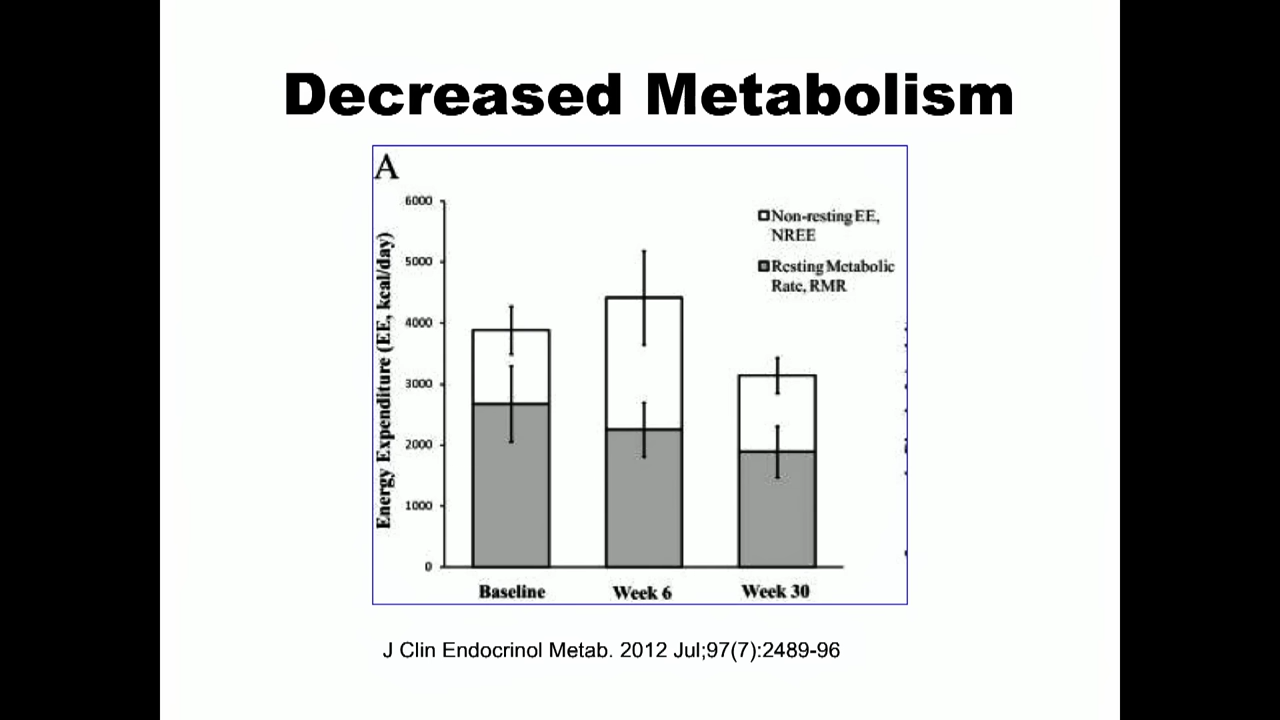 Decreased Metabolism
A
6000
5000
4000
3000
2000
1000
0
Energy Expenditure (EE, kcal/day)
Non-resting EE,
NREE
Resting Metabolic
Rate, RMR
Baseline
Week 6
Week 30
J Clin Endocrinol Metab. 2012 Jul;97(7):2489-96